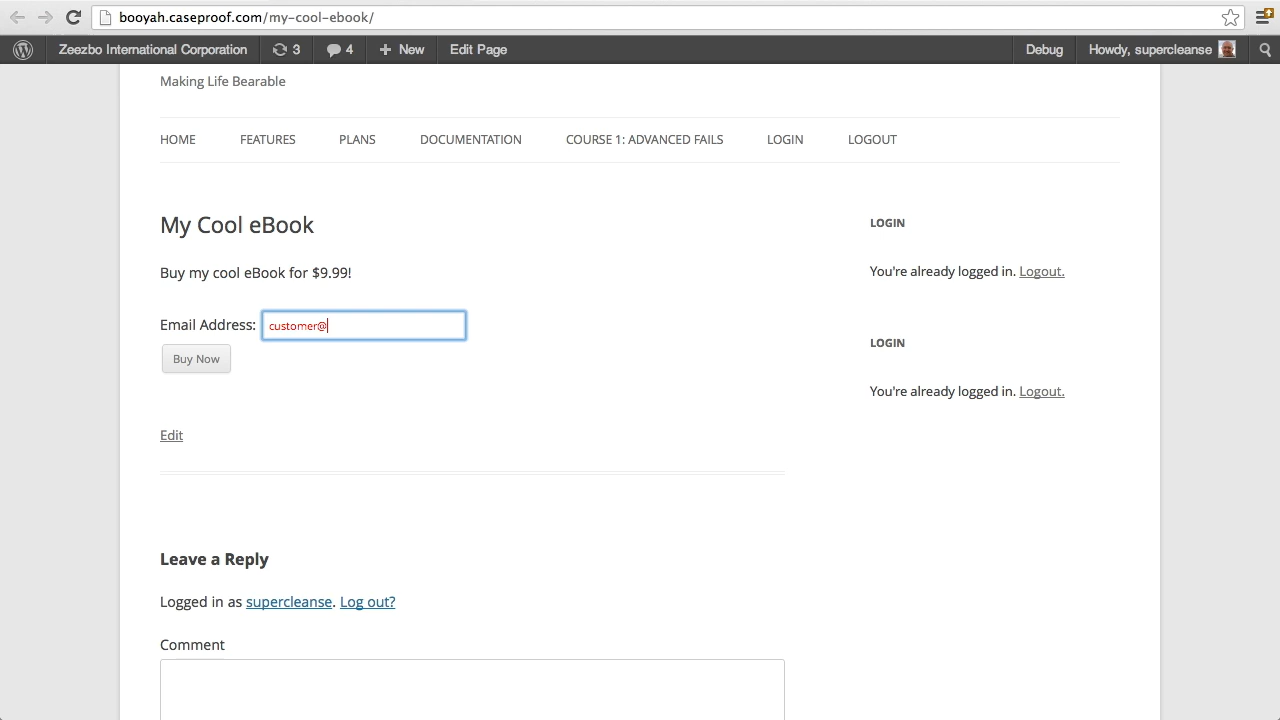 booyah.caseproof.com/my-cool-ebook/
Zeezbo International Corporation 3 4 + New Edit Page Debug Howdy, supercleanse
Making Life Bearable
HOME FEATURES PLANS DOCUMENTATION COURSE 1: ADVANCED FAILS LOGIN LOGOUT
My Cool eBook
Buy my cool eBook for $9.99!
Email Address: customer@
Buy Now
Edit
LOGIN
You're already logged in. Logout.
LOGIN
You're already logged in. Logout.
Leave a Reply
Logged in as supercleanse. Log out?
Comment